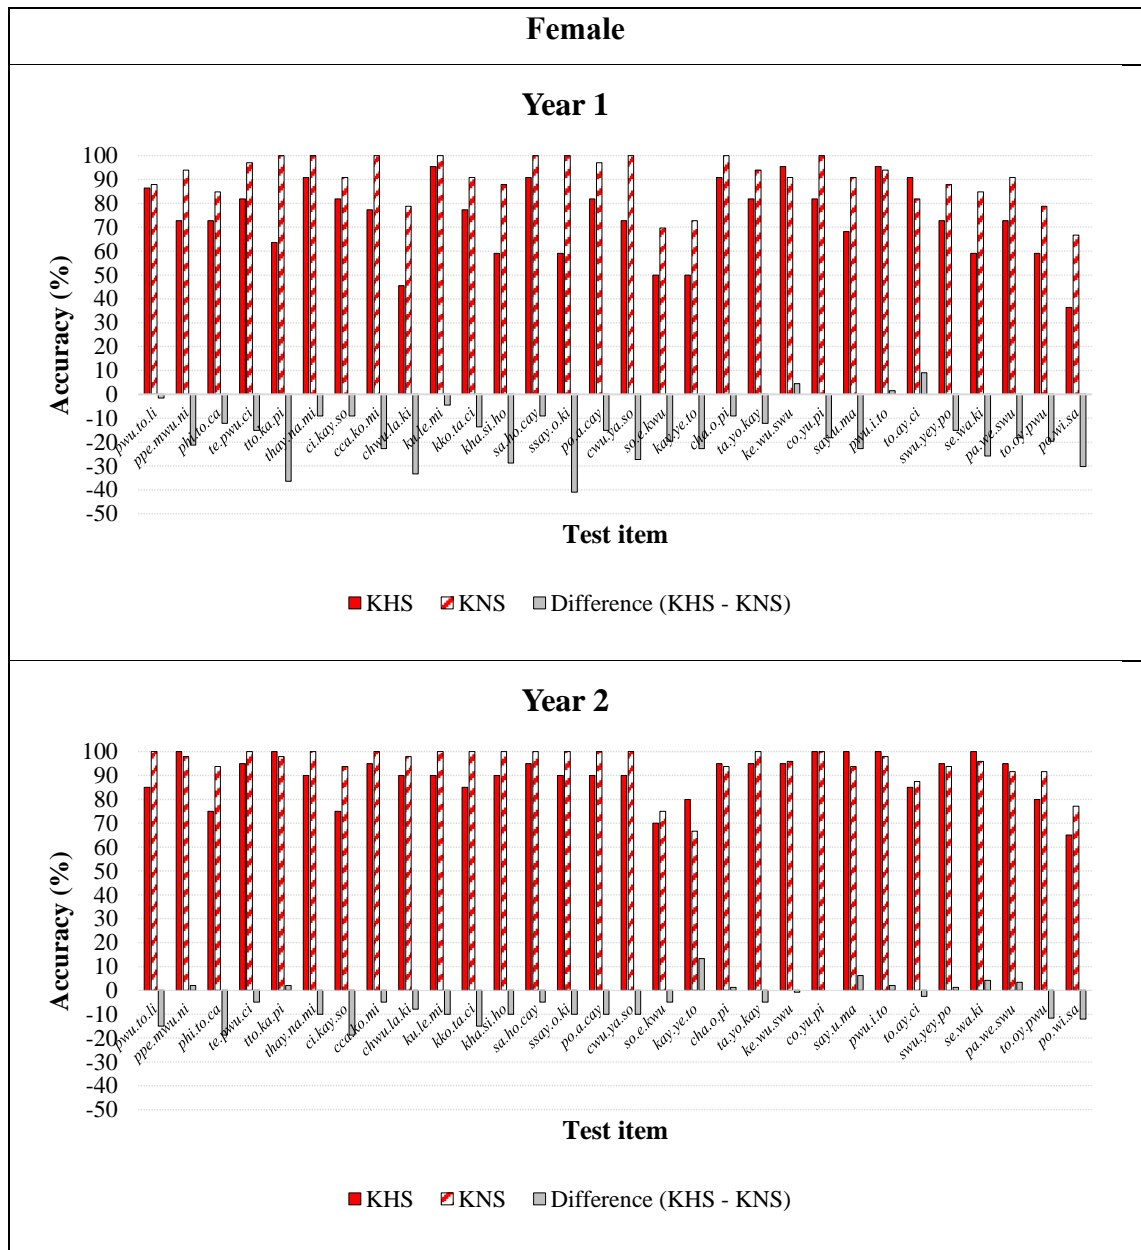 Female
Year 1
Accuracy (%)
100
90
80
70
60
50
40
30
20
10
0
-10
-20
-30
-40
-50
pwu.to.li
ppe.mwu.ni
phi.to.ca
te.pwu.ci
tto.ka.pi
thay.na.mi
ci.kay.so
cca.ko.mi
chwu.la.ki
ku.le.mi
kko.ta.ci
kha.si.ho
sa.ho.cay
ssay.o.ki
po.a.cay
cwu.ya.so
so.e.kwu
kay.ye.to
cha.o.pi
ta.yo.kay
ke.wu.swu
co.yu.pi
say.u.ma
pwu.i.to
to.ay.ci
swu.yey.po
se.wa.ki
pa.we.swu
to.oy.pwu
po.wi.sa
Test item
KHS KNS Difference (KHS - KNS)
Year 2
Accuracy (%)
100
90
80
70
60
50
40
30
20
10
0
-10
-20
-30
-40
-50
pwu.to.li
ppe.mwu.ni
phi.to.ca
te.pwu.ci
tto.ka.pi
thay.na.mi
ci.kay.so
cca.ko.mi
chwu.la.ki
ku.le.mi
kko.ta.ci
kha.si.ho
sa.ho.cay
ssay.o.ki
po.a.cay
cwu.ya.so
so.e.kwu
kay.ye.to
cha.o.pi
ta.yo.kay
ke.wu.swu
co.yu.pi
say.u.ma
pwu.i.to
to.ay.ci
swu.yey.po
se.wa.ki
pa.we.swu
to.oy.pwu
po.wi.sa
Test item
KHS KNS Difference (KHS - KNS)